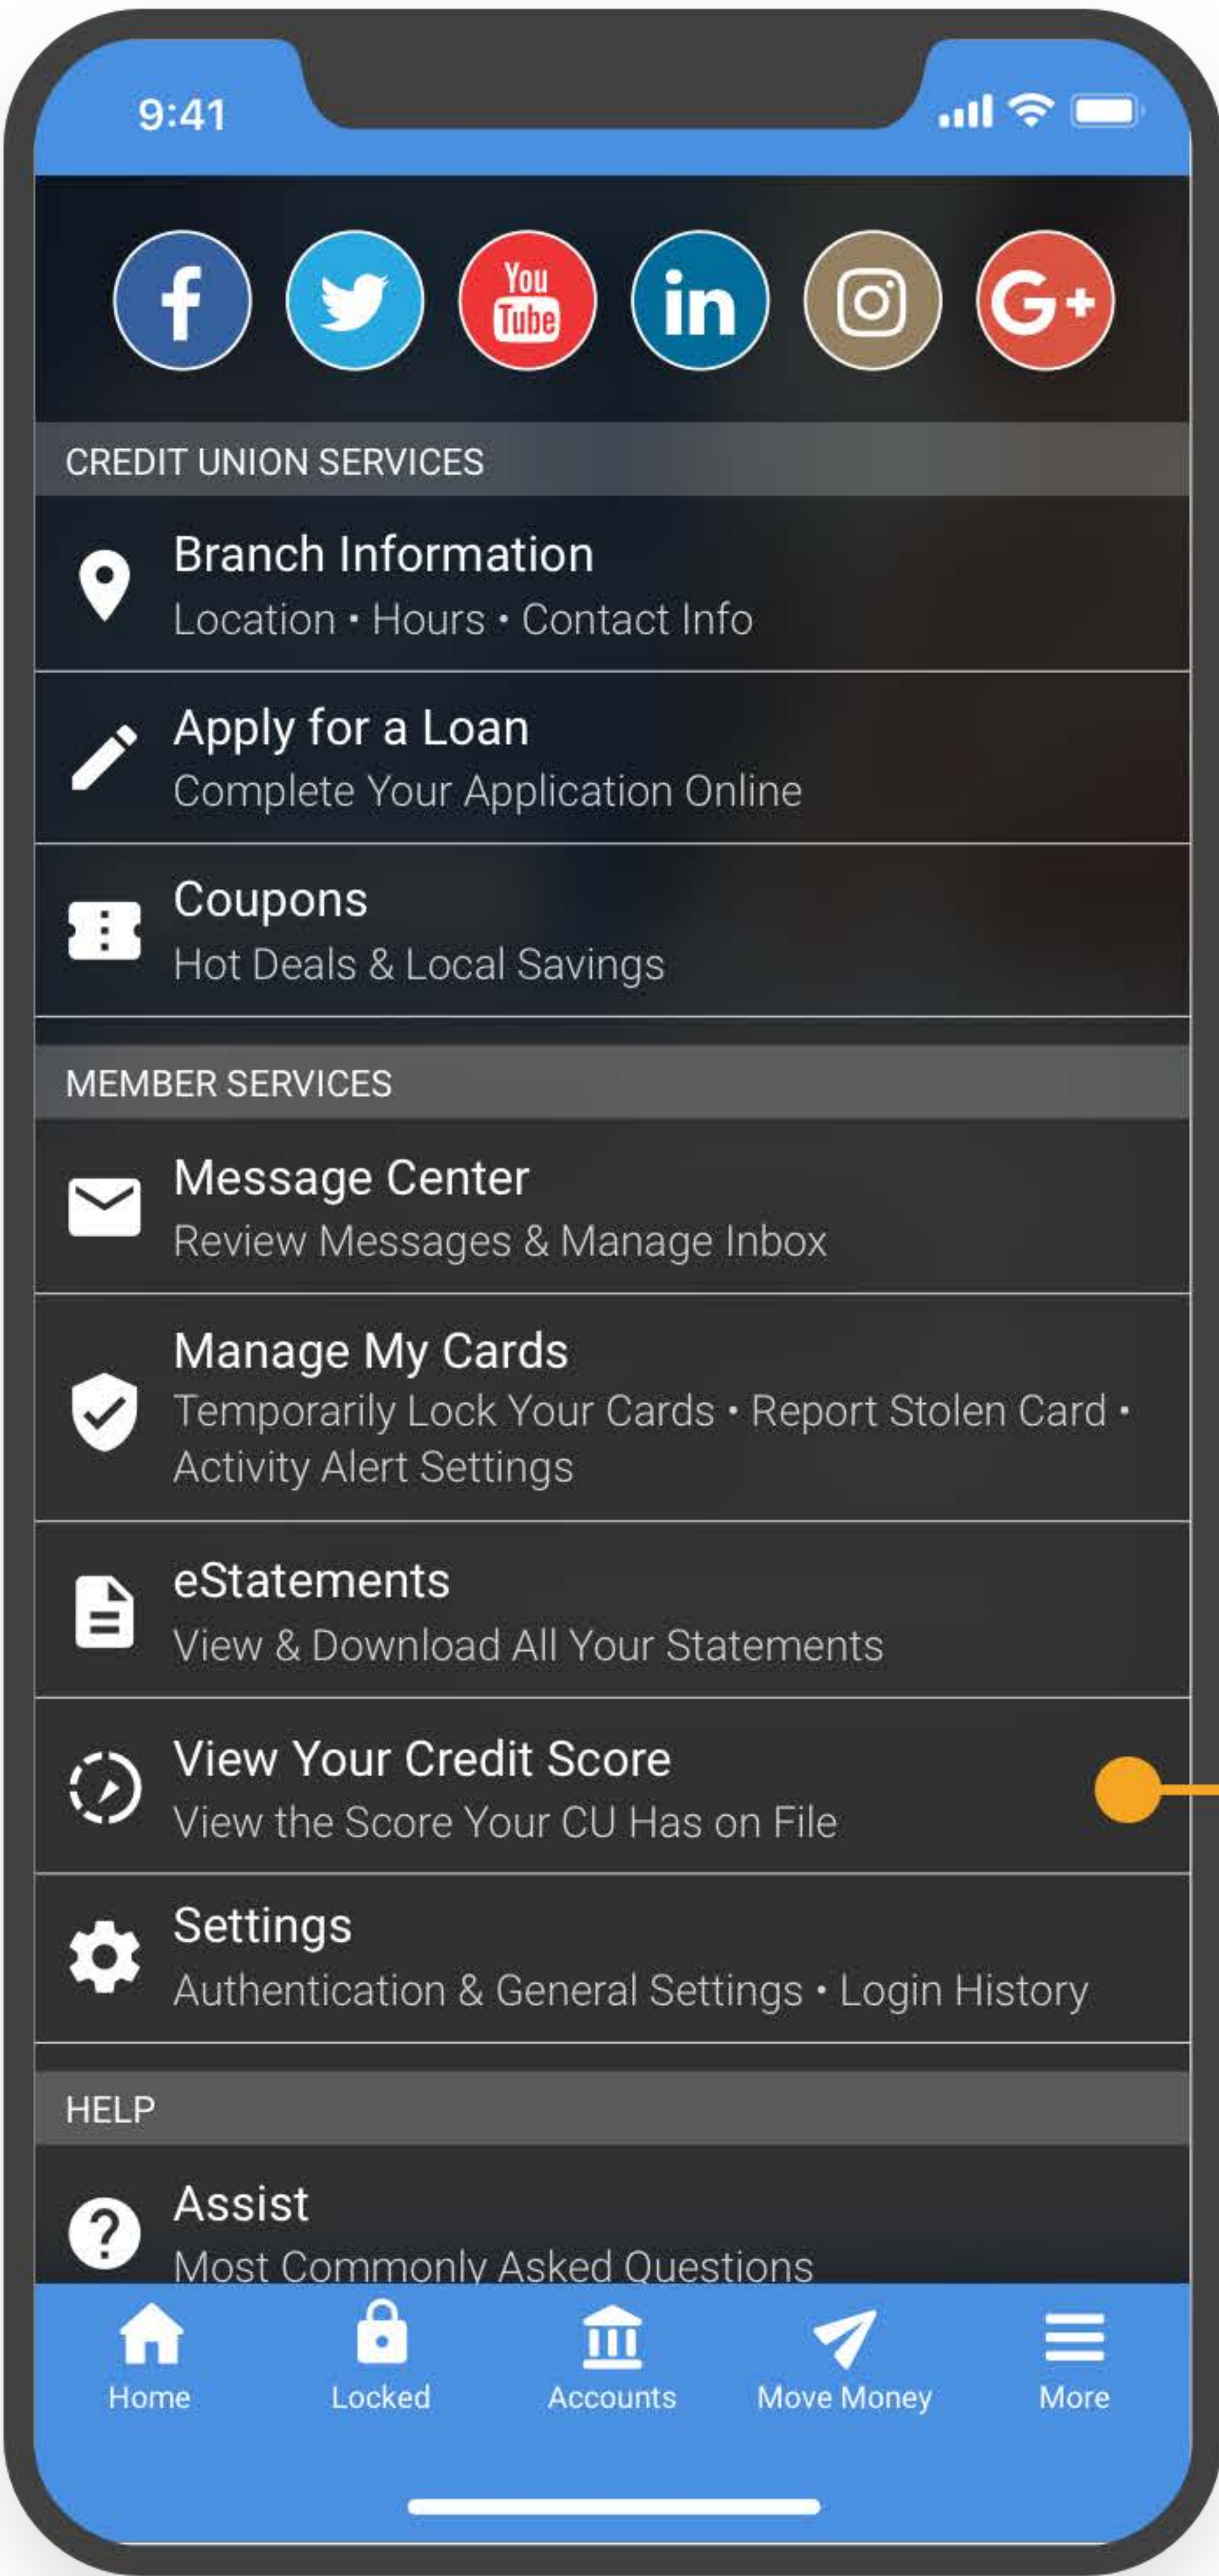 9:41
f
You
Tube
in
G+
CREDIT UNION SERVICES
Branch Information
Location • Hours • Contact Info
Apply for a Loan
Complete Your Application Online
Coupons
Hot Deals & Local Savings
MEMBER SERVICES
Message Center
Review Messages & Manage Inbox
Manage My Cards
Temporarily Lock Your Cards • Report Stolen Card •
Activity Alert Settings
eStatements
View & Download All Your Statements
View Your Credit Score
View the Score Your CU Has on File
Settings
Authentication & General Settings • Login History
HELP
?
Assist
Most Commonly Asked Questions
Home
Locked
Accounts
Move Money
More